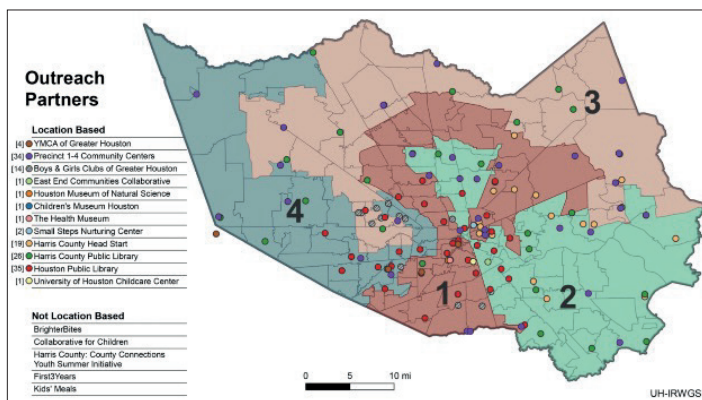 Outreach
Partners
Location Based
[4] YMCA of Greater Houston
[34] Precinct 1-4 Community Centers
[14] Boys & Girls Clubs of Greater Houston
[1] East End Communities Collaborative
[1] Houston Museum of Natural Science
[1] Children's Museum Houston
[1] The Health Museum
[2] Small Steps Nurturing Center
[19] Harris County Head Start
[26] Harris County Public Library
[35] Houston Public Library
[1] University of Houston Childcare Center
Not Location Based
BrighterBites
Collaborative for Children
Harris County: County Connections
Youth Summer Initiative
First3Years
Kids' Meals
3
4
1
2
0 5 10 mi
UH-IRWGS